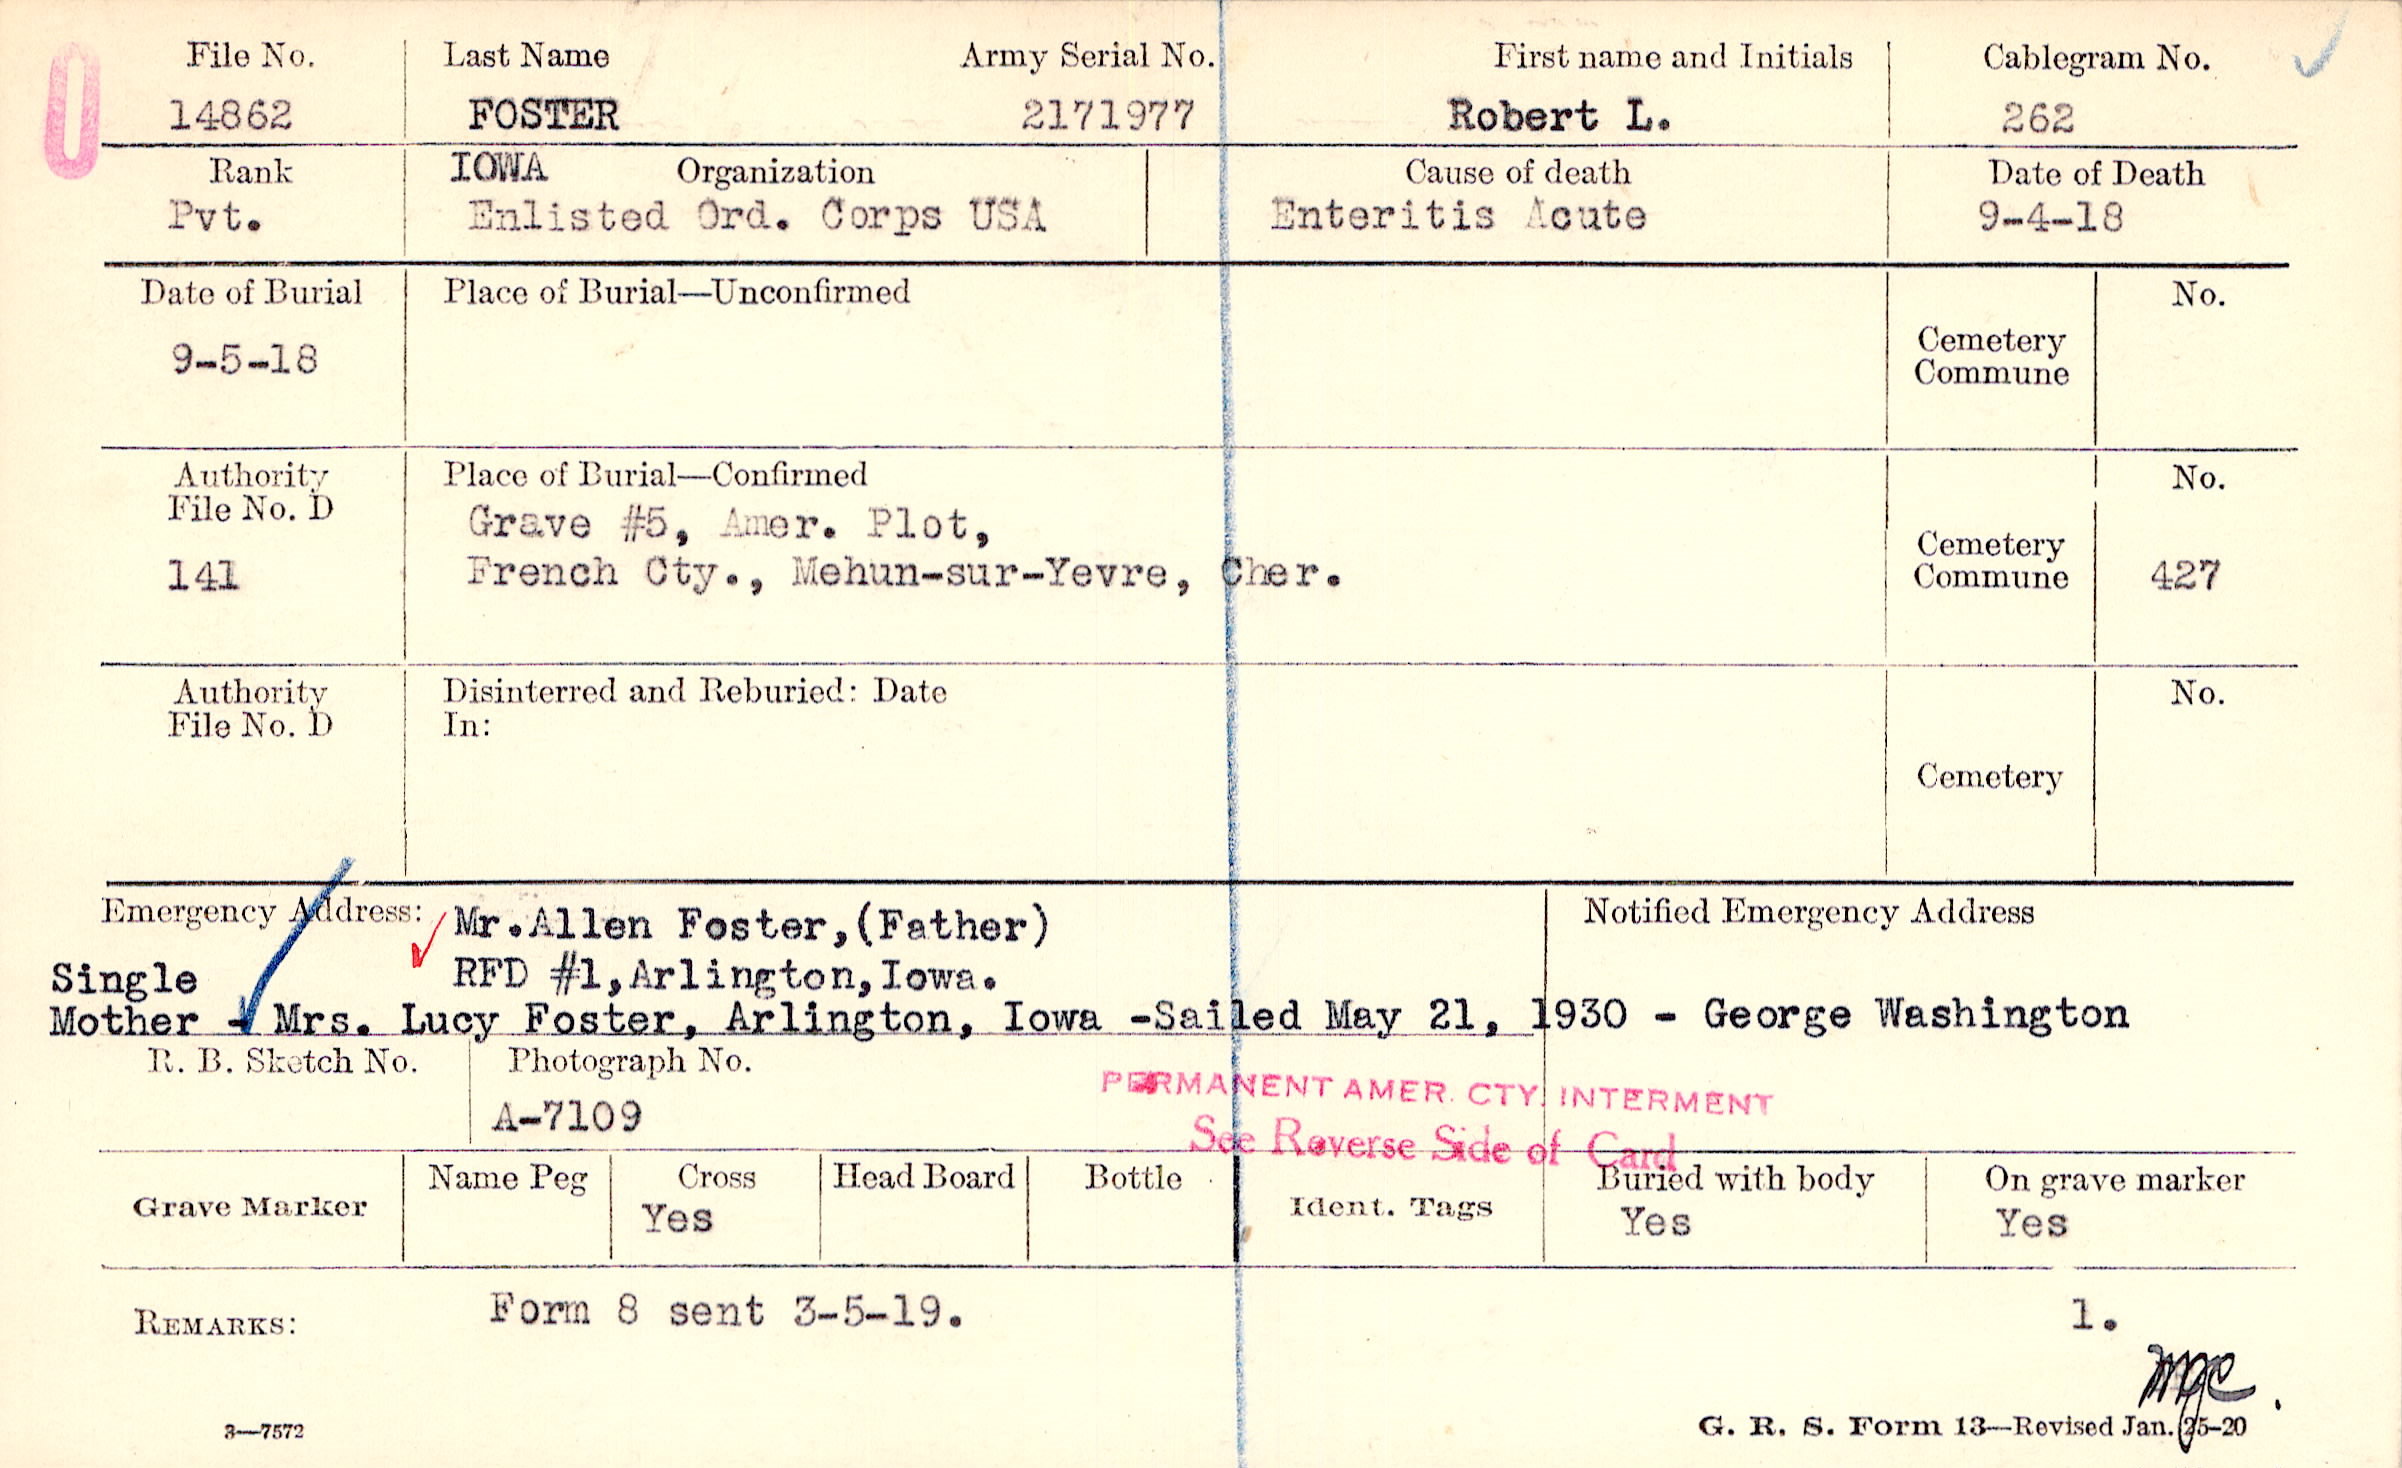 File No. Last Name Army Serial No. First name and Initials Cablegram No.
14862 FOSTER 2171977 Robert L. 262
Rank IOWA Organization Cause of death Date of Death
Pvt. Enlisted Ord. Corps USA Enteritis Acute 9-4-18
Date of Burial Place of Burial—Unconfirmed No.
9-5-18
Cemetery
Commune
Authority Place of Burial—Confirmed No.
File No. D
Grave #5, Amer. Plot,
141 French Cty., Mehun-sur-Yevre, Cher.
Cemetery
Commune 427
Authority Disinterred and Reburied: Date No.
File No. D In:
Cemetery
Emergency Address: Mr.Allen Foster,(Father) Notified Emergency Address
Single RFD #1,Arlington,Iowa.
Mother - Mrs. Lucy Foster, Arlington, Iowa -Sailed May 21, 1930 - George Washington
R. B. Sketch No. Photograph No.
A-7109
PERMANENT AMER. CTY. INTERMENT
See Reverse Side of Card
Grave Marker Name Peg Cross Head Board Bottle Ident. Tags Buried with body On grave marker
Yes Yes Yes
REMARKS: Form 8 sent 3-5-19. 1.
3—7572 G. R. S. Form 13—Revised Jan. 25-20